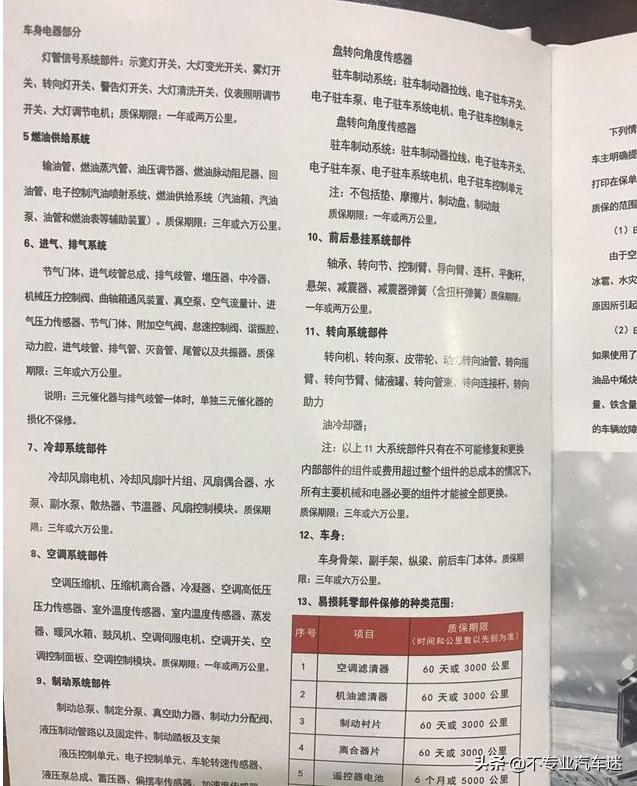 车身电器部分
灯管信号系统部件：示宽灯开关、大灯变光开关、雾灯开
关、转向灯开关、警告灯开关、大灯清洗开关、仪表照明调节
开关、大灯调节电机；质保期限：一年或两万公里。
5 燃油供给系统
输油管、燃油蒸汽管、油压调节器、燃油脉动阻尼器、回
油管、电子控制汽油喷射系统、燃油供给系统（汽油箱、汽油
泵、油管和燃油表等辅助装置）。质保期限：三年或六万公里。
6、进气、排气系统
节气门体、进气歧管总成、排气歧管、增压器、中冷器、
机械压力控制阀、曲轴箱通风装置、真空泵、空气流量计、进
气压力传感器、节气门体、附加空气阀、怠速控制阀、谐振腔、
动力腔、进气歧管、排气管、灭音管、尾管以及共振器。质保
期限：三年或六万公里。
说明：三元催化器与排气歧管一体时，单独三元催化器的
损化不保修。
7、冷却系统部件
冷却风扇电机、冷却风扇叶片组、风扇偶合器、水
泵、副水泵、散热器、节温器、风扇控制模块。质保期
限：三年或六万公里。
8、空调系统部件
空调压缩机、压缩机离合器、冷凝器、空调高低压
压力传感器、室外温度传感器、室内温度传感器、蒸发
器、暖风水箱、鼓风机、空调伺服电机、空调开关、空
调控制面板、空调控制模块。质保期限：一年或两万公里。
9、制动系统部件
制动总泵、制定分泵、真空助力器、制动力分配阀、
液压制动管路以及固定件、制动踏板及支架
液压控制单元、电子控制单元、车轮转速传感器、
液压泵总成、蓄压器、偏摆率传感器、加速度传感器
盘转向角度传感器
驻车制动系统：驻车制动器拉线、电子驻车开关、
电子驻车泵、电子驻车系统电机、电子驻车控制单元
盘转向角度传感器
驻车制动系统：驻车制动器拉线、电子驻车开关、
电子驻车泵、电子驻车系统电机、电子驻车控制单元
注：不包括垫、摩擦片、制动盘、制动鼓
质保期限：一年或两万公里。
10、前后悬挂系统部件
轴承、转向节、控制臂、导向臂、连杆、平衡杆，
悬架、减震器、减震器弹簧（含扭杆弹簧）质保期限：
一年或两万公里。
11、转向系统部件
转向机、转向泵、皮带轮、动力转向油管、转向摇
臂、转向节臂、储液罐、转向管束、转向连接杆、转向
助力
油冷却器；
注：以上 11 大系统部件只有在不可能修复和更换
内部部件的组件或费用超过整个组件的总成本的情况下，
所有主要机械和电器必要的组件才能被全部更换。
质保期限：三年或六万公里。
12、车身：
车身骨架、副手架、纵梁、前后车门本体。质保期
限：三年或六万公里。
13、易损耗零部件保修的种类范围：
序号 项目 质保期限
（时间和公里数以先到为准）
1 空调滤清器 60 天或 3000 公里
2 机油滤清器 60 天或 3000 公里
3 制动衬片 60 天或 3000 公里
4 离合器片 60 天或 3000 公里
5 遥控器电池 6 个月或 5000 公里
下列情
车主明确提
打印在保单
质保的范围
（1）由
由于空
冰雹、水灾
原因所引起
（2）由
如果使用了
油品中烯炔
量、铁含量
的车辆故障
头条 @不专业汽车迷